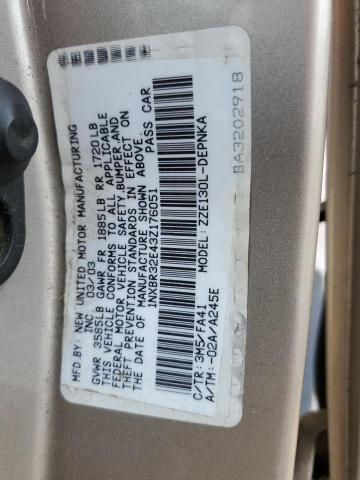 MFD.BY: NEW UNITED MOTOR MANUFACTURING
INC 03/03
GVWR 3585LB GAWR FR 1885LB RR 1720LB
THIS VEHICLE CONFORMS TO ALL APPLICABLE
FEDERAL MOTOR VEHICLE SAFETY,BUMPER,AND
THEFT PREVENTION STANDARDS IN EFFECT ON
THE DATE OF MANUFACTURE SHOWN ABOVE.
1NXBR32E43Z176051 PASS CAR
MODEL: ZZE130L-DEPNKA
C/TR: 3M5/FA41
A/TM: -02A/A245E
BA3202918